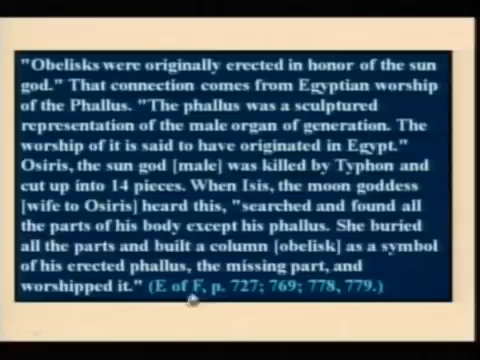 "Obelisks were originally erected in honor of the sun
god." That connection comes from Egyptian worship
of the Phallus. "The phallus was a sculptured
representation of the male organ of generation. The
worship of it is said to have originated in Egypt."
Osiris, the sun god [male] was killed by Typhon and
cut up into 14 pieces. When Isis, the moon goddess
[wife to Osiris] heard this, "searched and found all
the parts of his body except his phallus. She buried
all the parts and built a column [obelisk] as a symbol
of his erected phallus, the missing part, and
worshipped it." (E of F, p. 727; 769; 778, 779.)